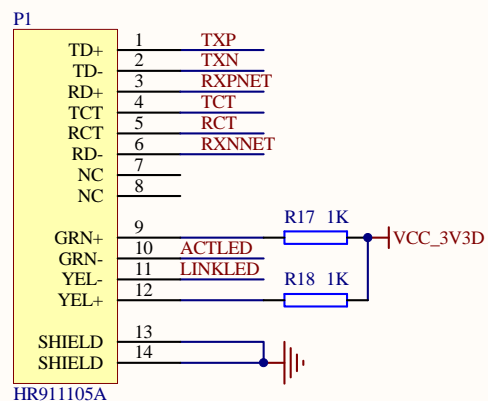 P1
TD+ 1 TXP
TD- 2 TXN
RD+ 3 RXPNET
TCT 4 TCT
RCT 5 RCT
RD- 6 RXNNET
NC 7
NC 8
GRN+ 9 R17 1K VCC_3V3D
GRN- 10 ACTLED
YEL- 11 LINKLED
YEL+ 12 R18 1K
SHIELD 13
SHIELD 14
HR911105A